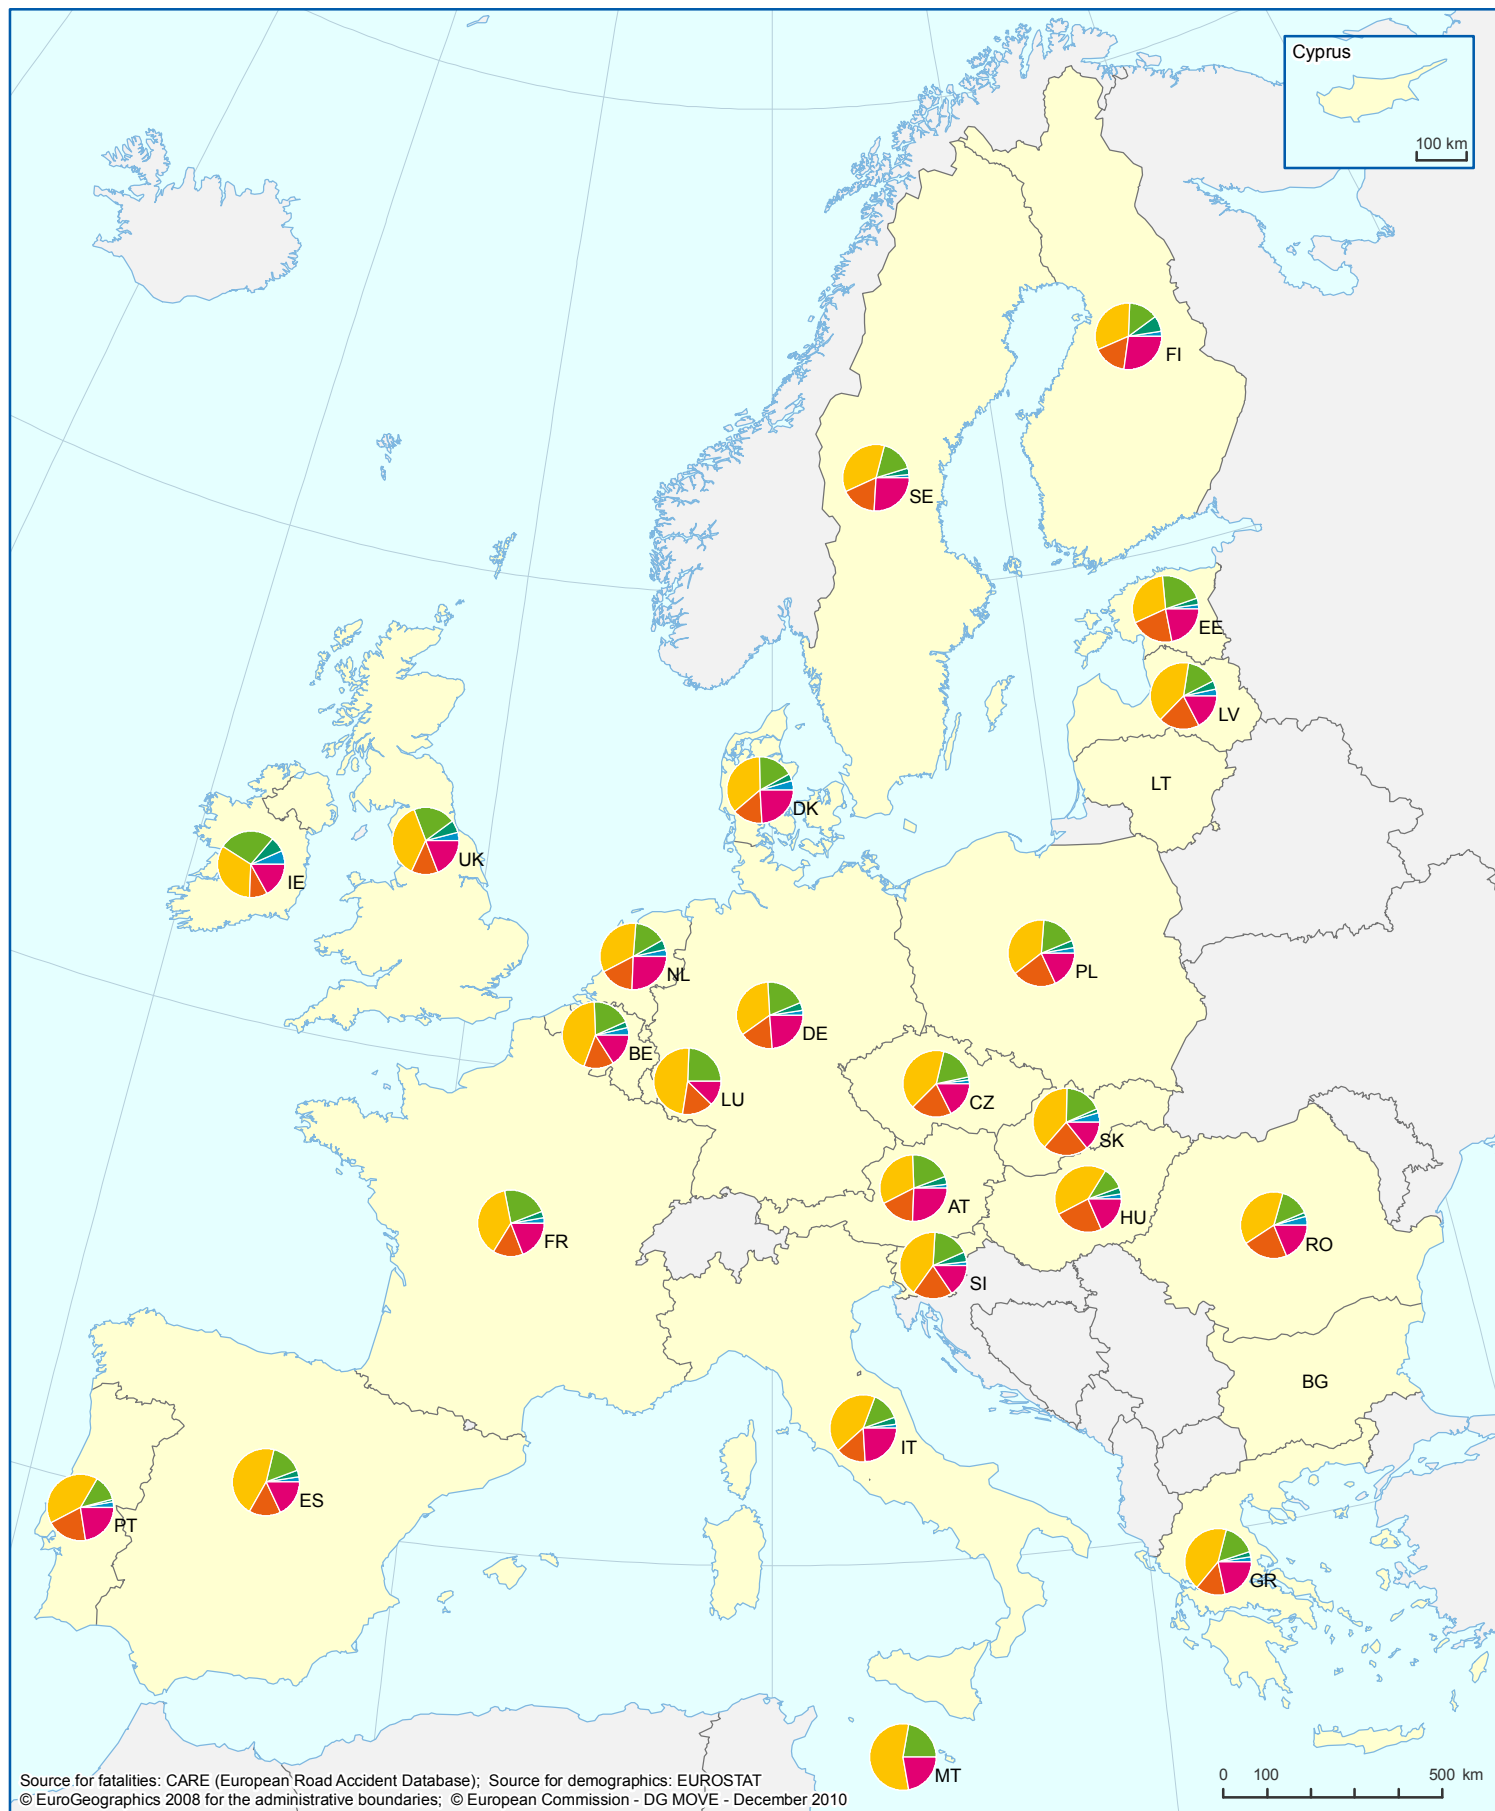 Cyprus
100 km
FI
SE
EE
LV
LT
DK
UK
IE
NL
PL
BE
DE
LU
CZ
SK
AT
HU
FR
RO
SI
BG
IT
ES
PT
GR
MT
0 100 500 km
Source for fatalities: CARE (European Road Accident Database); Source for demographics: EUROSTAT
© EuroGeographics 2008 for the administrative boundaries; © European Commission - DG MOVE - December 2010